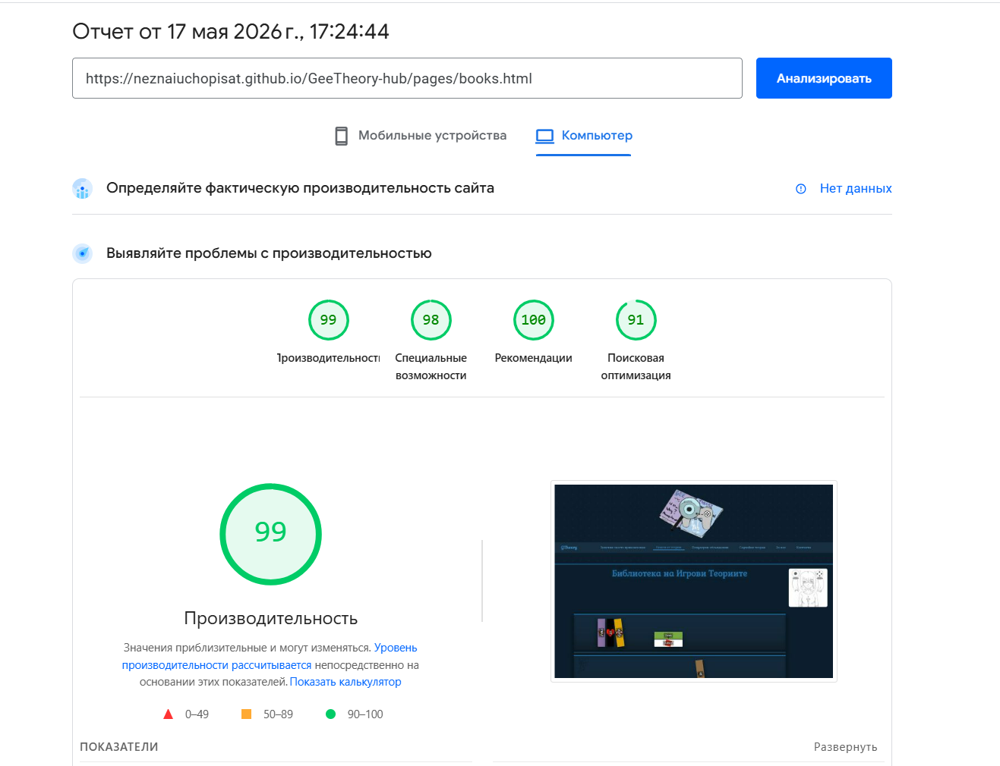 Отчет от 17 мая 2026 г., 17:24:44
https://neznaiuchopisat.github.io/GeeTheory-hub/pages/books.html
Анализировать
Мобильные устройства
Компьютер
Определяйте фактическую производительность сайта
Нет данных
Выявляйте проблемы с производительностью
99
98
100
91
Производительность
Специальные
возможности
Рекомендации
Поисковая
оптимизация
99
Производительность
Значения приблизительные и могут изменяться. Уровень
производительности рассчитывается непосредственно на
основании этих показателей. Показать калькулятор
0–49
50–89
90–100
Библиотека на Игрови Теориите
ПОКАЗАТЕЛИ
Развернуть